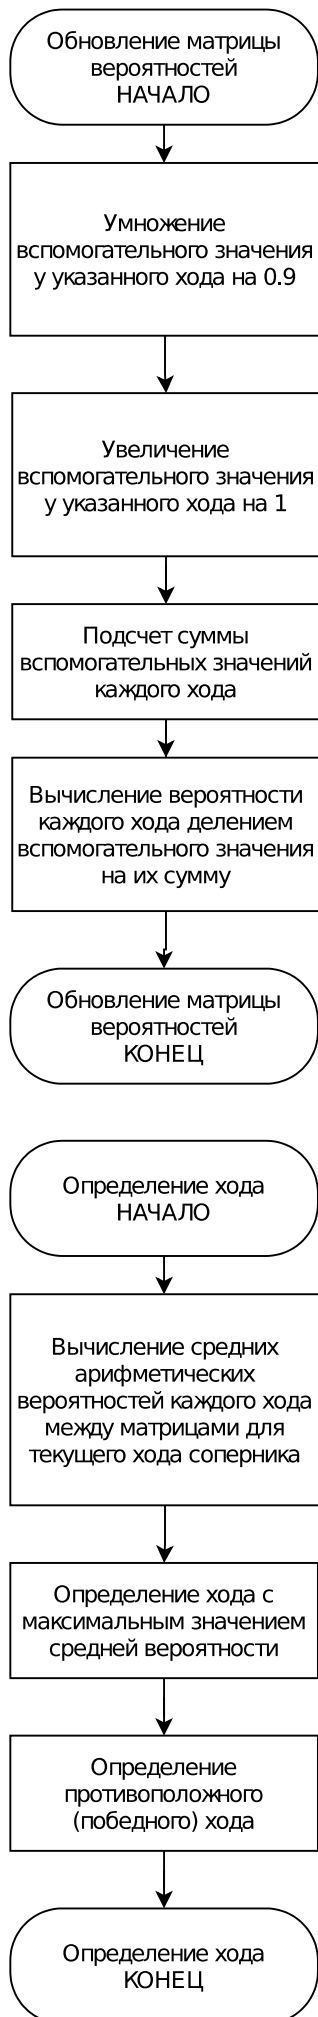 Обновление матрицы
вероятностей
НАЧАЛО
Умножение
вспомогательного значения
у указанного хода на 0.9
Увеличение
вспомогательного значения
у указанного хода на 1
Подсчет суммы
вспомогательных значений
каждого хода
Вычисление вероятности
каждого хода делением
вспомогательного значения
на их сумму
Обновление матрицы
вероятностей
КОНЕЦ
Определение хода
НАЧАЛО
Вычисление средних
арифметических
вероятностей каждого хода
между матрицами для
текущего хода соперника
Определение хода с
максимальным значением
средней вероятности
Определение
противоположного
(победного) хода
Определение хода
КОНЕЦ